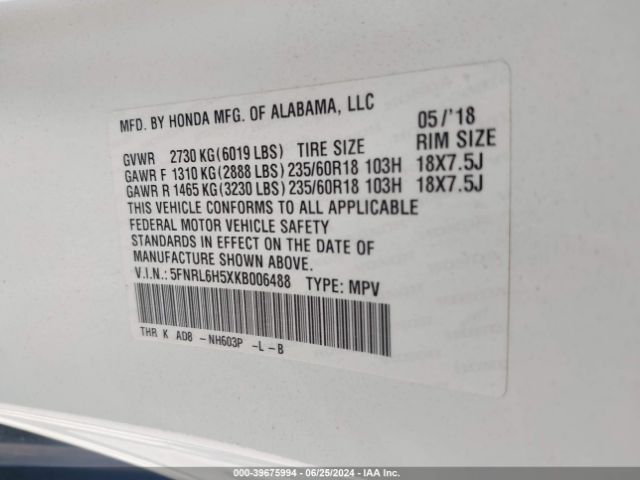 MFD. BY HONDA MFG. OF ALABAMA, LLC 05/'18
GVWR 2730 KG(6019 LBS) TIRE SIZE RIM SIZE
GAWR F 1310 KG(2888 LBS) 235/60R18 103H 18X7.5J
GAWR R 1465 KG(3230 LBS) 235/60R18 103H 18X7.5J
THIS VEHICLE CONFORMS TO ALL APPLICABLE
FEDERAL MOTOR VEHICLE SAFETY
STANDARDS IN EFFECT ON THE DATE OF
MANUFACTURE SHOWN ABOVE.
V.I.N.: 5FNRL6H5XKB006488 TYPE: MPV
THR K AD8 -NH603P -L-B
000-39675994 - 06/25/2024 - IAA Inc.